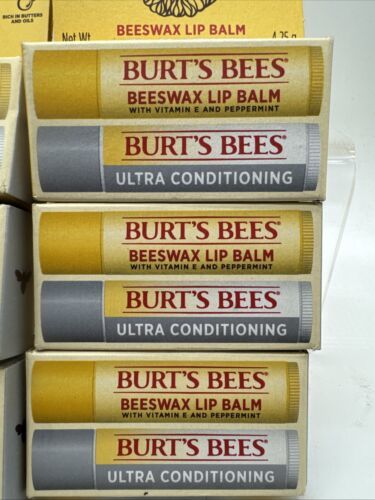 RICH IN BUTTERS
AND OILS
Net Wt.
BEESWAX LIP BALM
4.25 g
BURT'S BEES®
BEESWAX LIP BALM
WITH VITAMIN E AND PEPPERMINT
BURT'S BEES®
ULTRA CONDITIONING
BURT'S BEES®
BEESWAX LIP BALM
WITH VITAMIN E AND PEPPERMINT
BURT'S BEES®
ULTRA CONDITIONING
BURT'S BEES®
BEESWAX LIP BALM
WITH VITAMIN E AND PEPPERMINT
BURT'S BEES®
ULTRA CONDITIONING